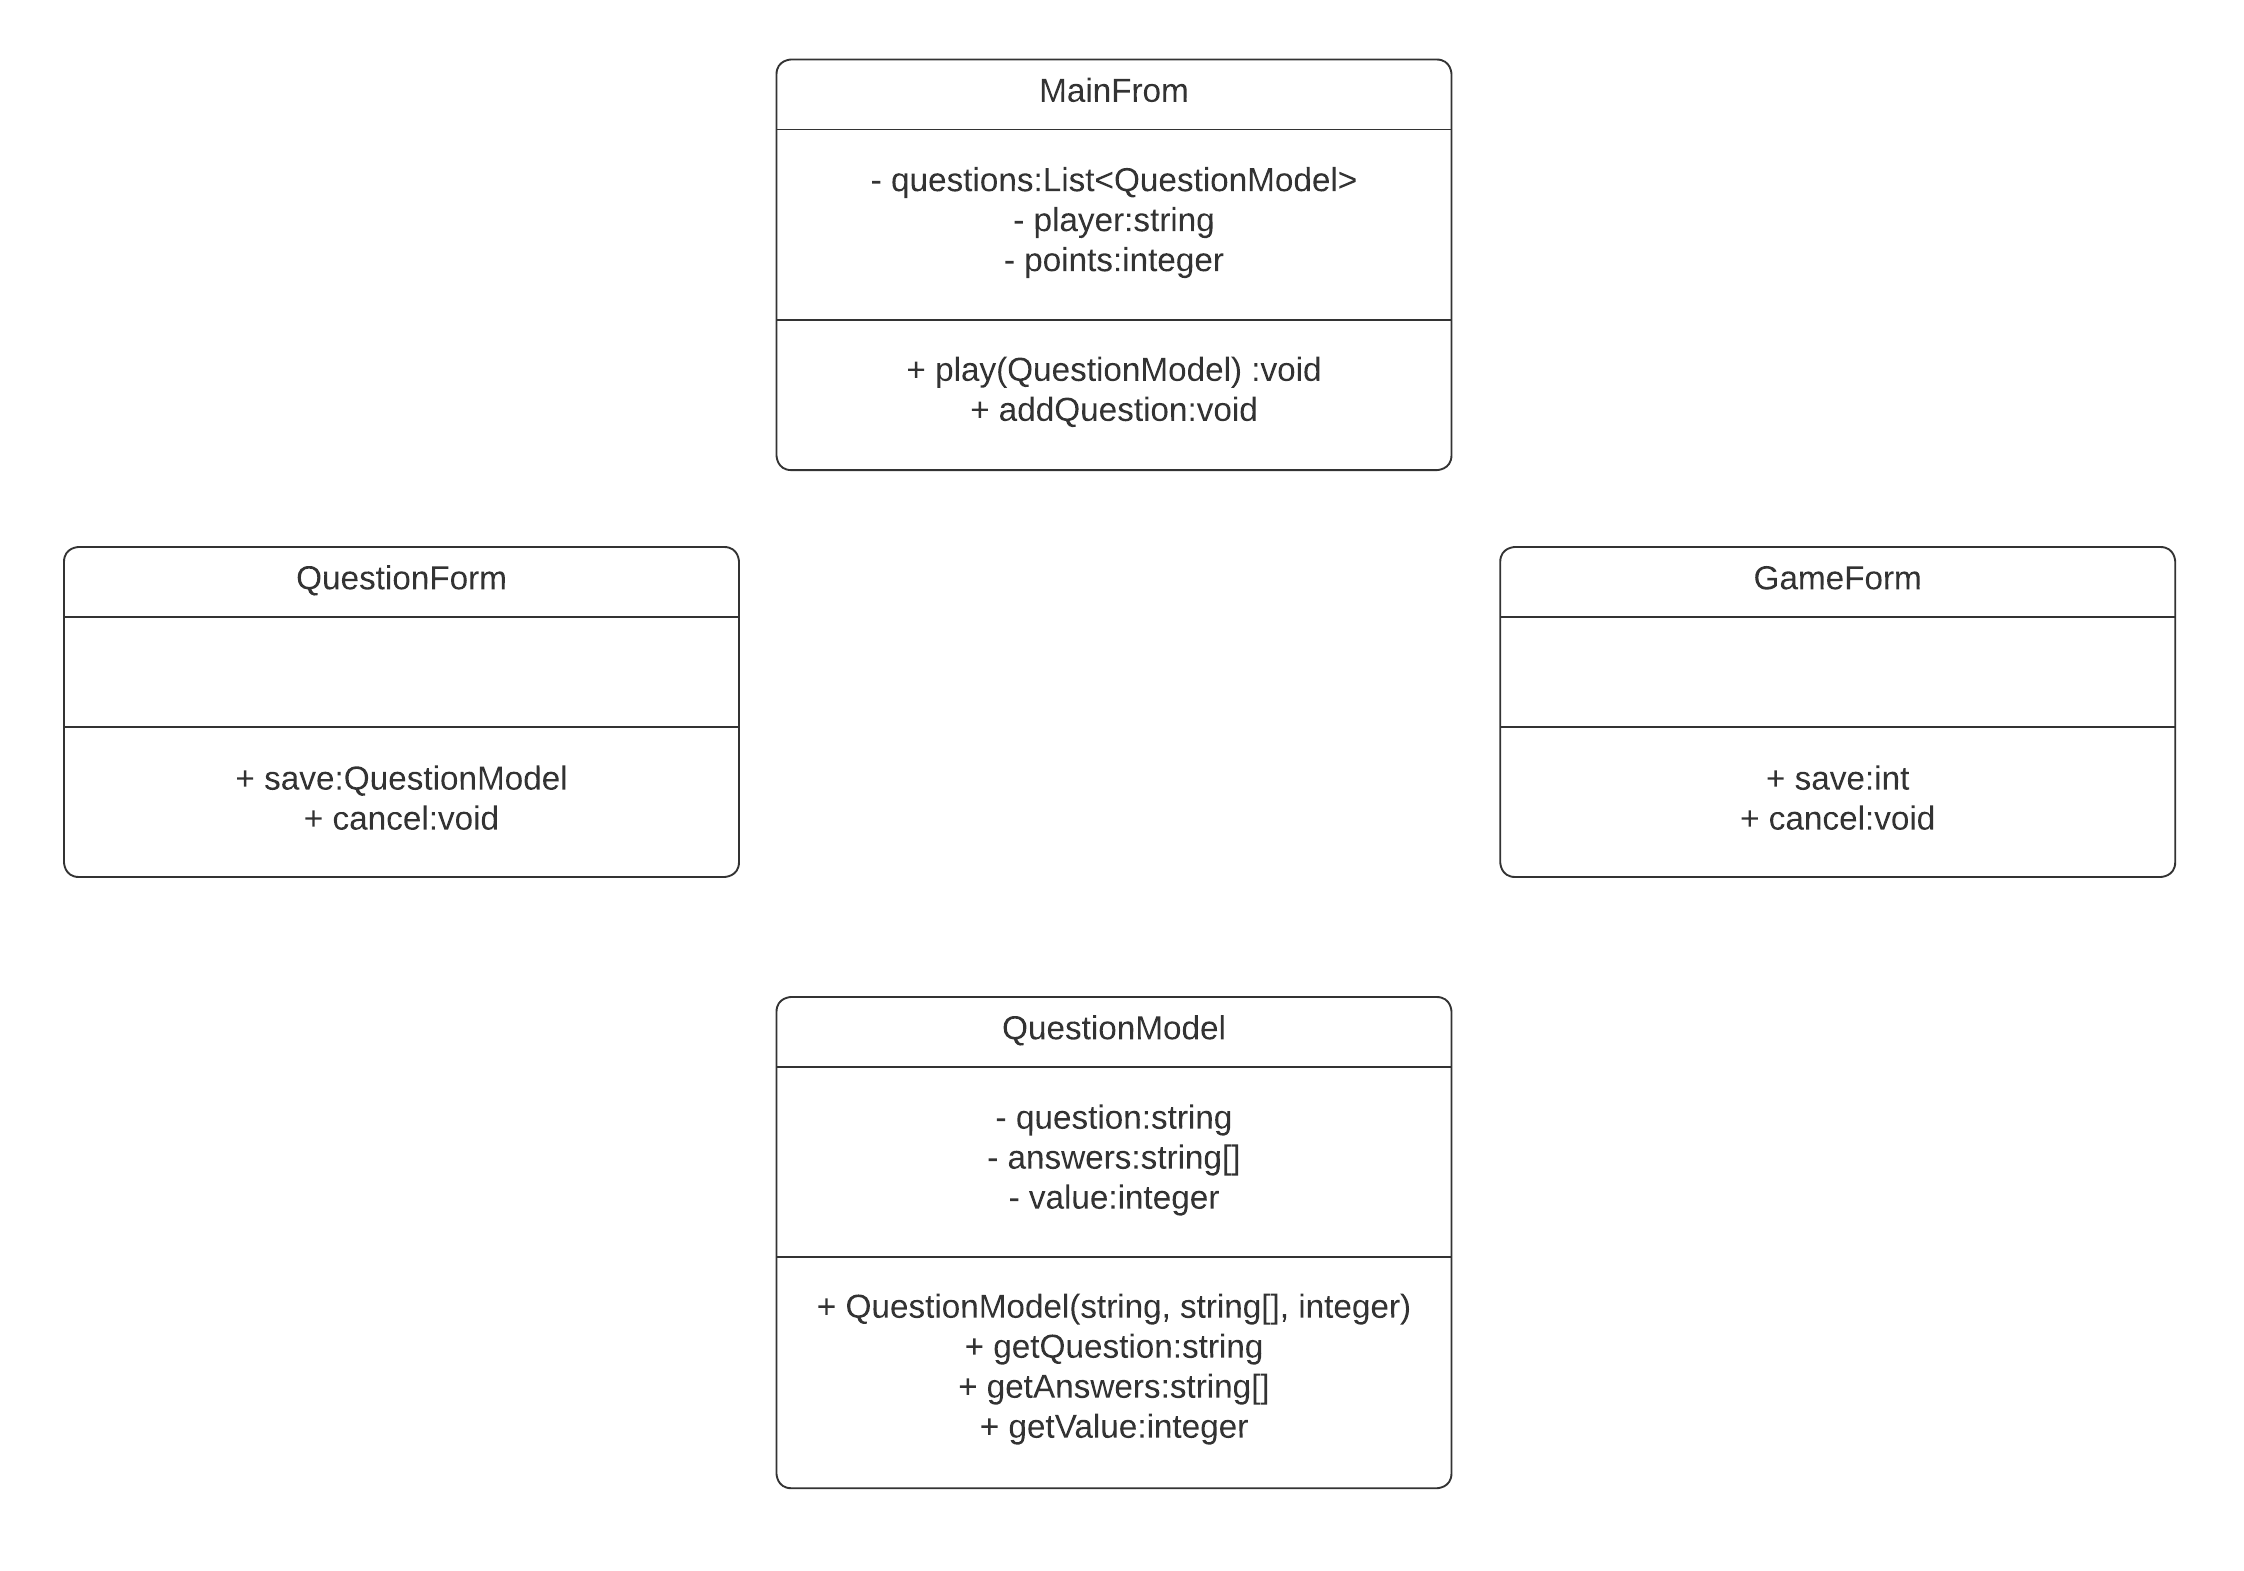 MainFrom
- questions:List<QuestionModel>
- player:string
- points:integer
+ play(QuestionModel) :void
+ addQuestion:void
QuestionForm
+ save:QuestionModel
+ cancel:void
GameForm
+ save:int
+ cancel:void
QuestionModel
- question:string
- answers:string[]
- value:integer
+ QuestionModel(string, string[], integer)
+ getQuestion:string
+ getAnswers:string[]
+ getValue:integer